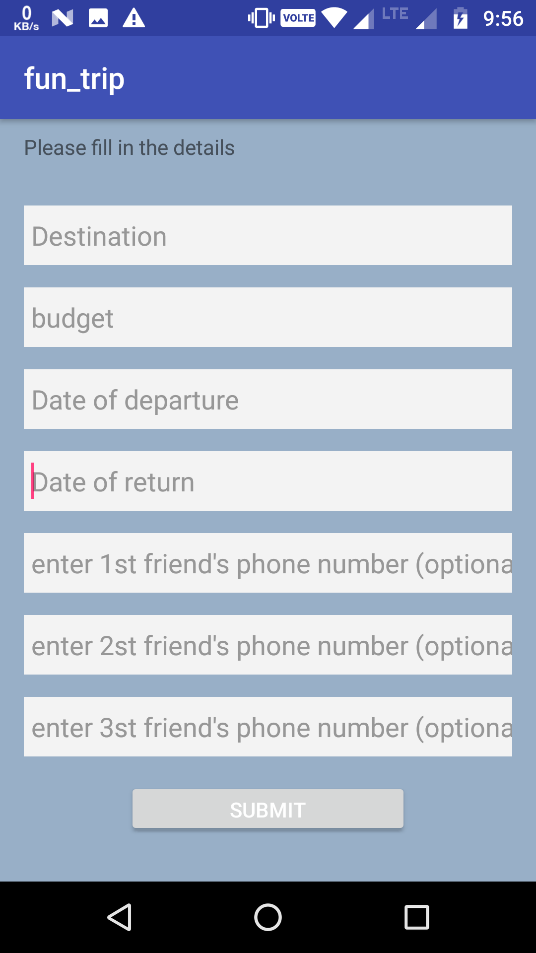 0
KB/s
VOLTE
LTE
9:56
fun_trip
Please fill in the details
Destination
budget
Date of departure
Date of return
enter 1st friend's phone number (optiona
enter 2st friend's phone number (optiona
enter 3st friend's phone number (optiona
SUBMIT